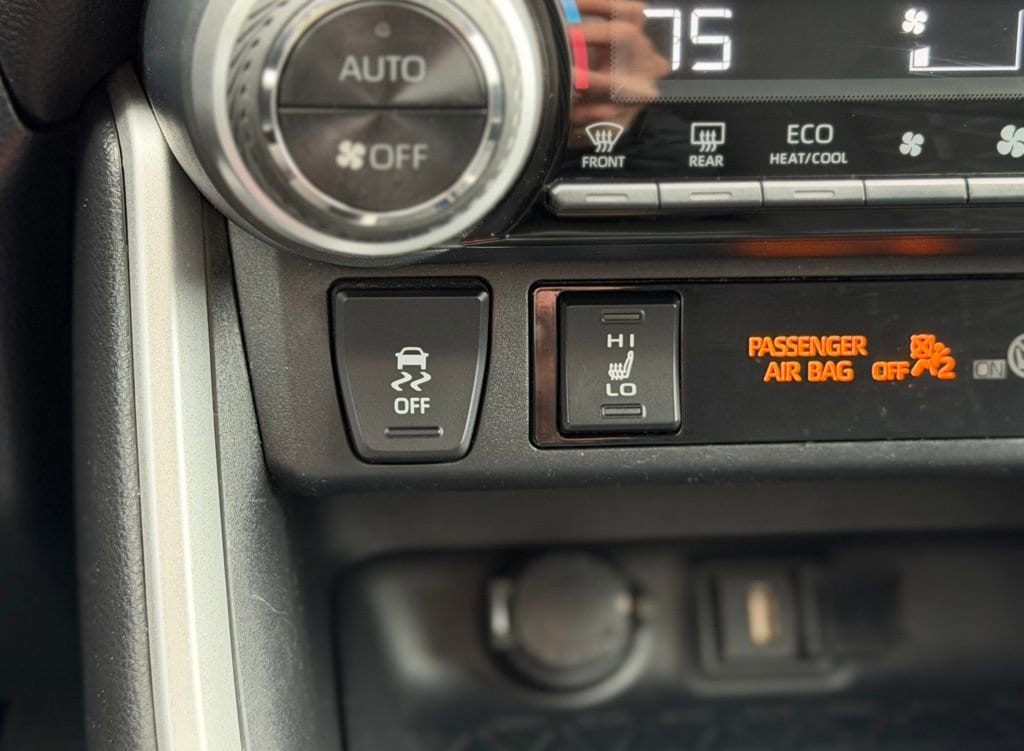 AUTO
OFF
75
FRONT
REAR
ECO
HEAT/COOL
OFF
HI
LO
PASSENGER
AIR BAG OFF 2
ON